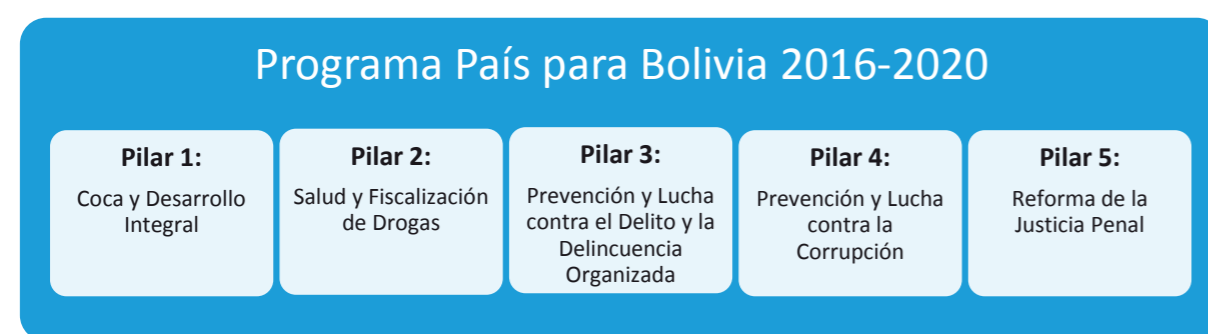 Programa País para Bolivia 2016-2020
Pilar 1:
Coca y Desarrollo
Integral
Pilar 2:
Salud y Fiscalización
de Drogas
Pilar 3:
Prevención y Lucha
contra el Delito y la
Delincuencia
Organizada
Pilar 4:
Prevención y Lucha
contra la
Corrupción
Pilar 5:
Reforma de la
Justicia Penal